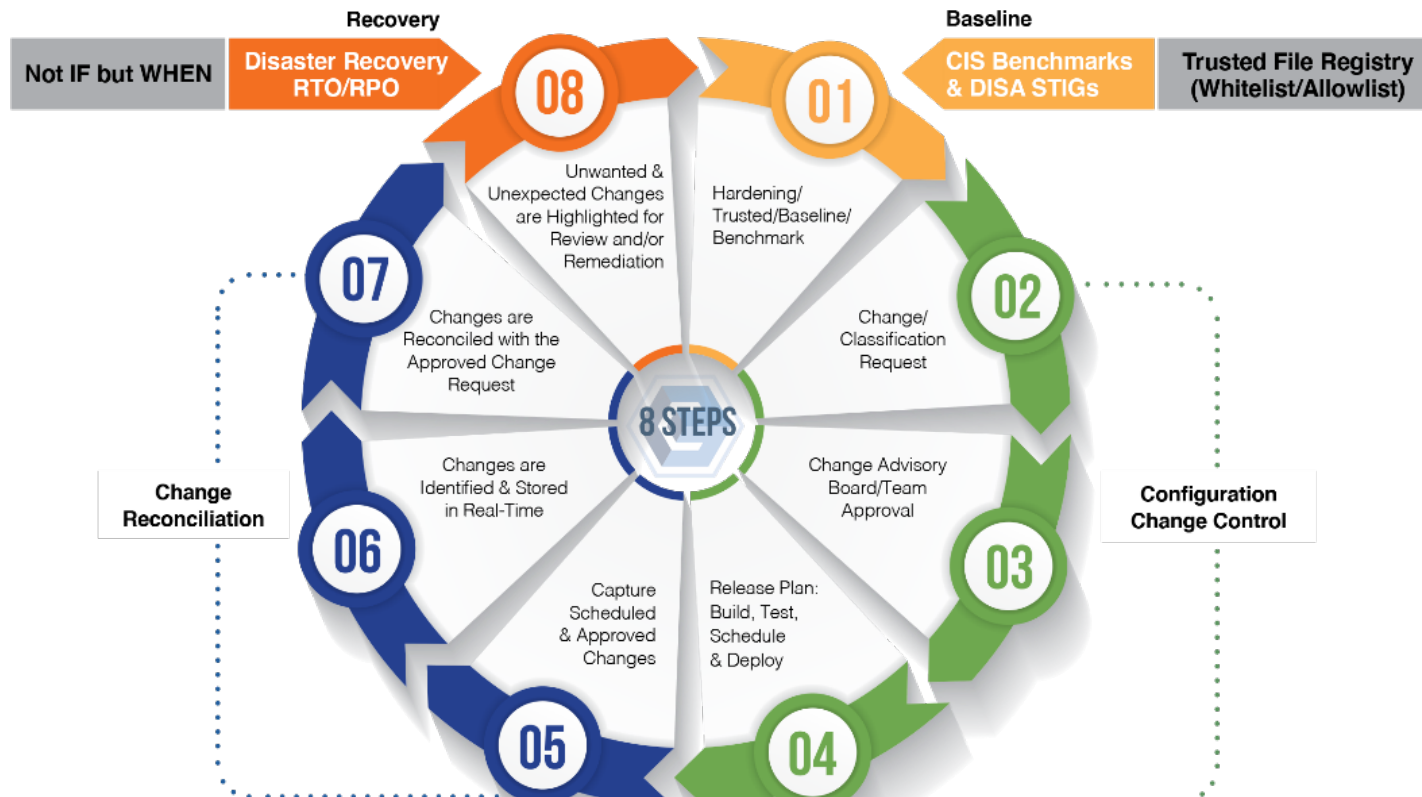 Recovery
Baseline
Not IF but WHEN
Disaster Recovery
RTO/RPO
CIS Benchmarks
& DISA STIGs
Trusted File Registry
(Whitelist/Allowlist)
01
Hardening/
Trusted/Baseline/
Benchmark
02
Change/
Classification
Request
03
Change Advisory
Board/Team
Approval
04
Release Plan:
Build, Test,
Schedule
& Deploy
05
Capture
Scheduled
& Approved
Changes
06
Changes are
Identified & Stored
in Real-Time
07
Changes are
Reconciled with the
Approved Change
Request
08
Unwanted &
Unexpected Changes
are Highlighted for
Review and/or
Remediation
8 STEPS
Change
Reconciliation
Configuration
Change Control